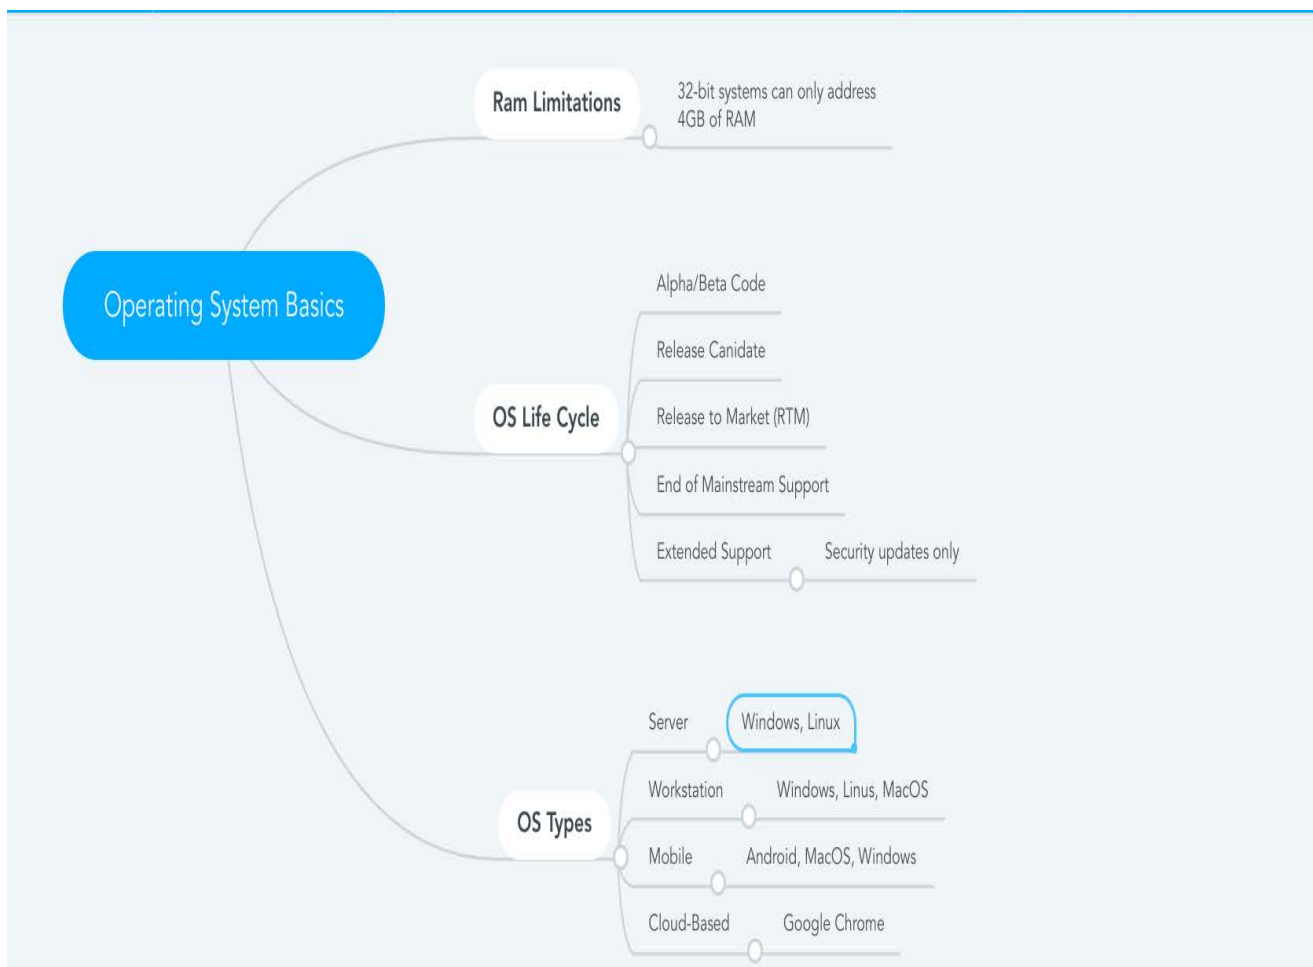 Operating System Basics
Ram Limitations
32-bit systems can only address
4GB of RAM
OS Life Cycle
Alpha/Beta Code
Release Canidate
Release to Market (RTM)
End of Mainstream Support
Extended Support
Security updates only
OS Types
Server
Windows, Linux
Workstation
Windows, Linus, MacOS
Mobile
Android, MacOS, Windows
Cloud-Based
Google Chrome